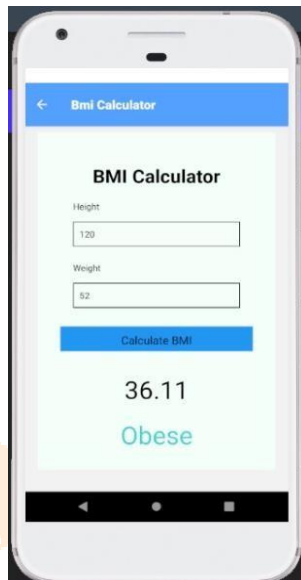 Bmi Calculator
BMI Calculator
Height
120
Weight
52
Calculate BMI
36.11
Obese